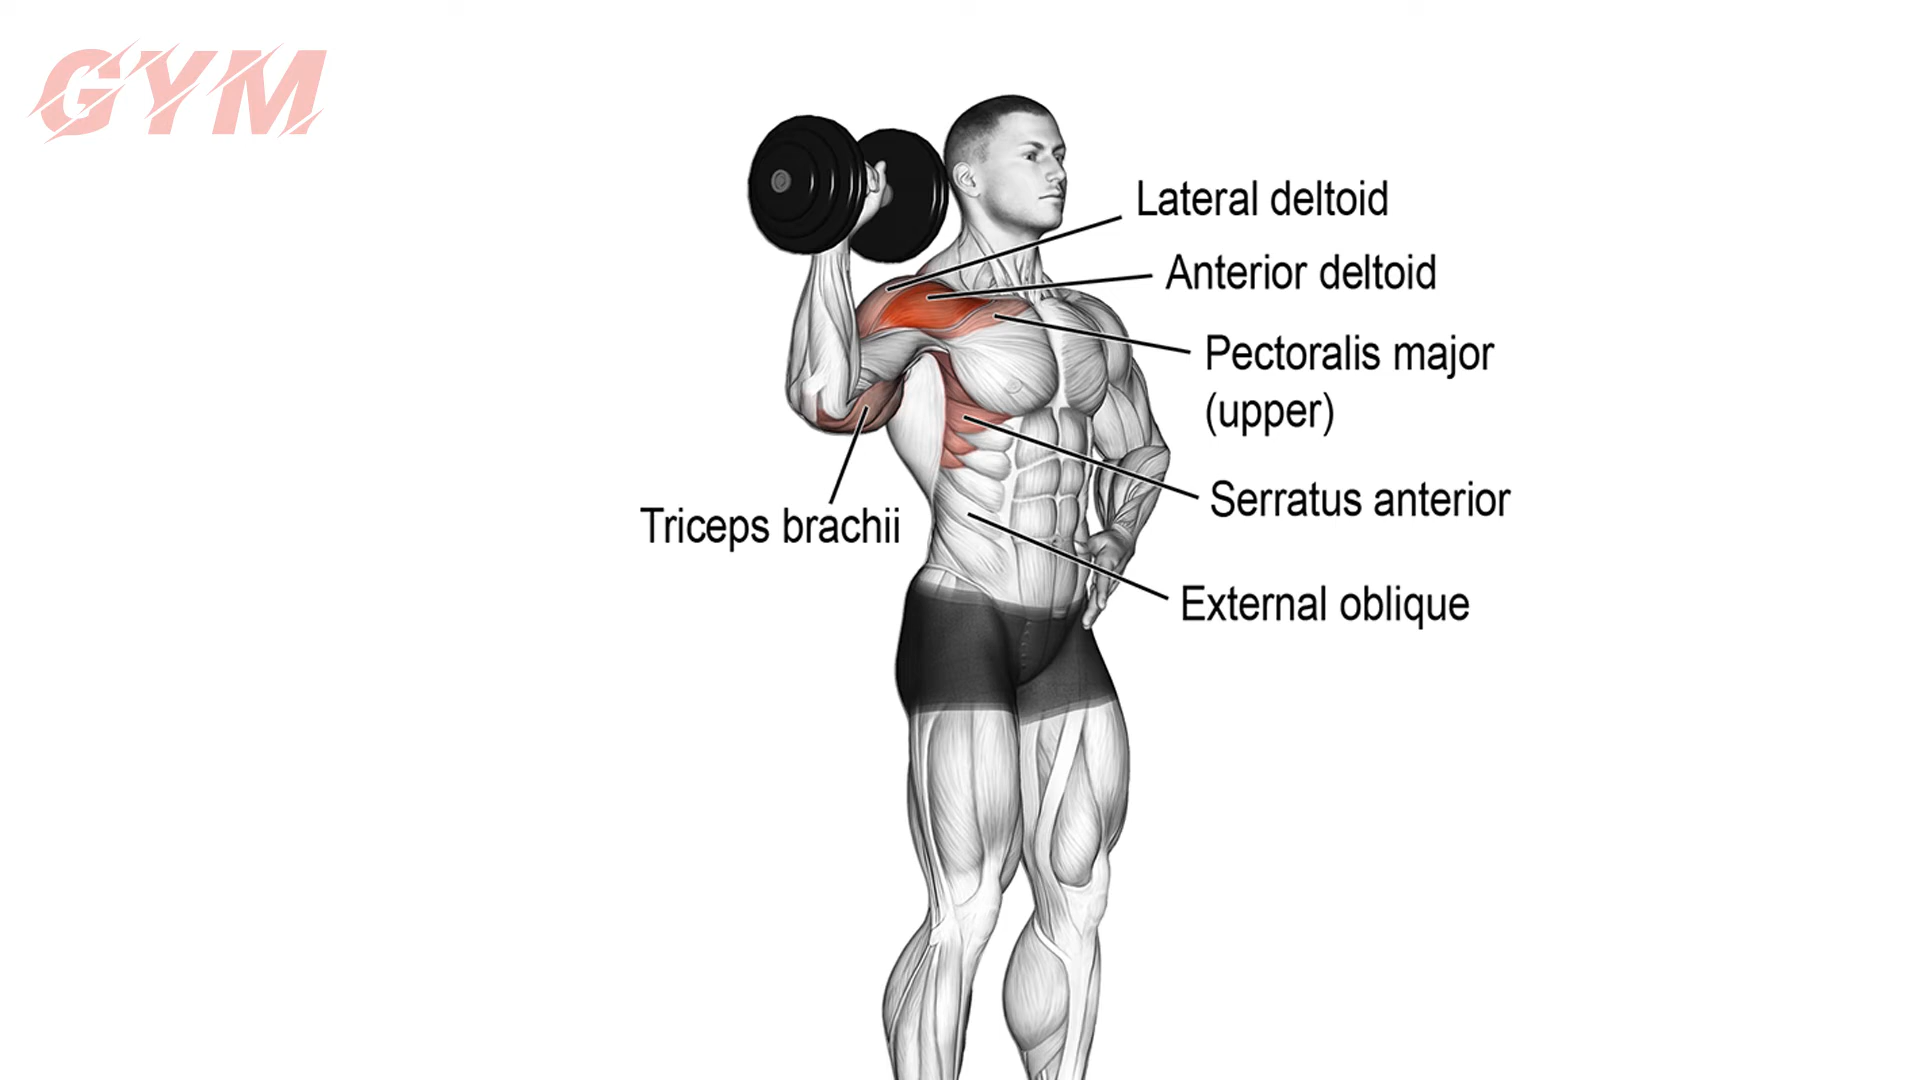 GYM
Lateral deltoid
Anterior deltoid
Pectoralis major
(upper)
Serratus anterior
Triceps brachii
External oblique